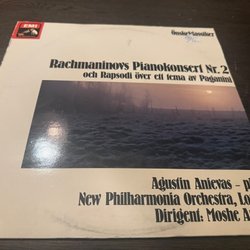 EMI
ÖnskeKlassiker
Rachmaninovs Pianokonsert Nr. 2
och Rapsodi över ett tema av Paganini
Agustin Anievas - p
New Philharmonia Orchestra, Lo
Dirigent: Moshe A